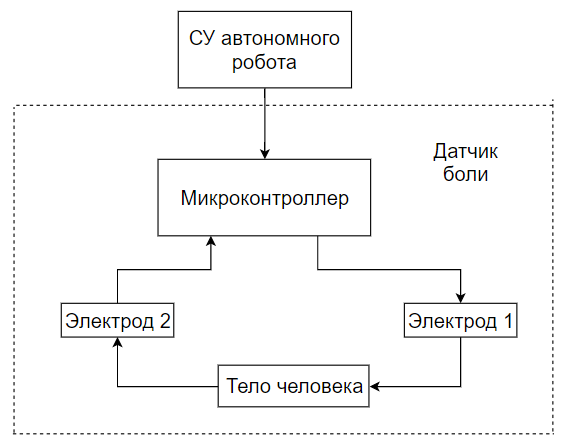 СУ автономного
робота
Датчик
боли
Микроконтроллер
Электрод 2
Электрод 1
Тело человека